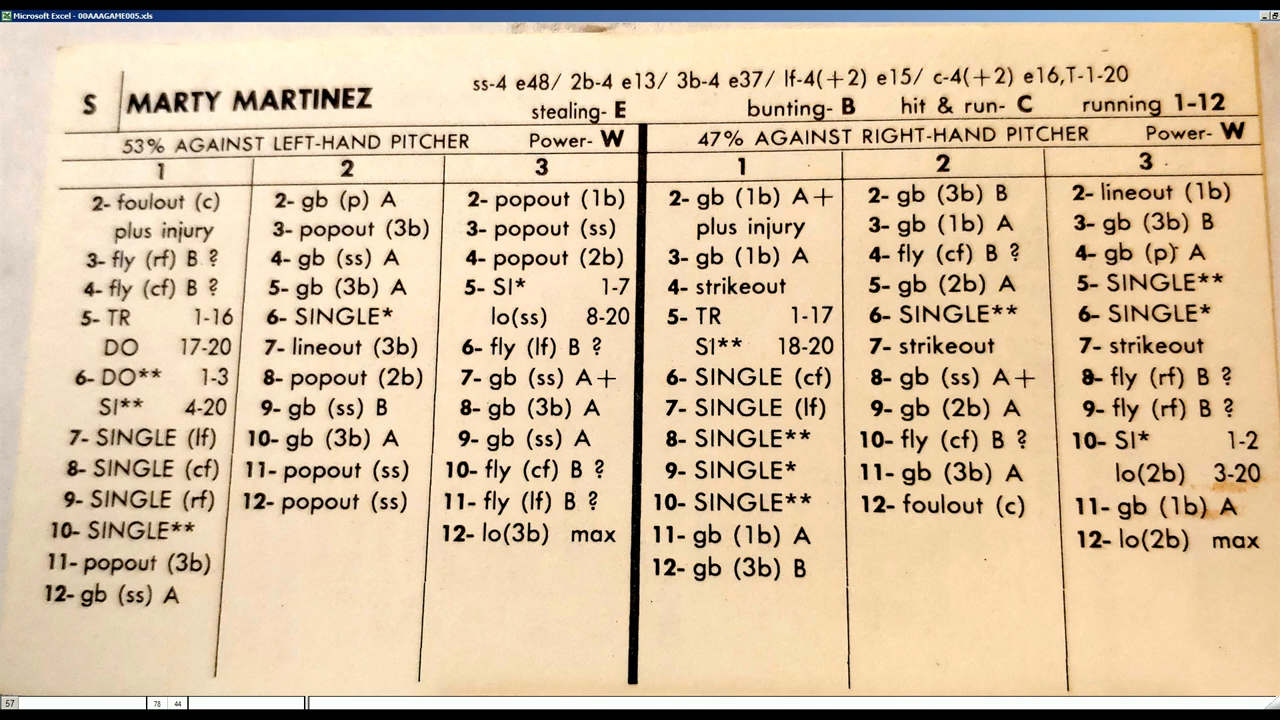 Microsoft Excel - 00AAAGAME005.xls
ss-4 e48/ 2b-4 e13/ 3b-4 e37/ lf-4(+2) e15/ c-4(+2) e16,T-1-20
S MARTY MARTINEZ
stealing- E bunting- B hit & run- C running 1-12
53% AGAINST LEFT-HAND PITCHER Power- W
1 2 3
2- foulout (c)
plus injury
3- fly (rf) B ?
4- fly (cf) B ?
5- TR 1-16
DO 17-20
6- DO** 1-3
SI** 4-20
7- SINGLE (lf)
8- SINGLE (cf)
9- SINGLE (rf)
10- SINGLE**
11- popout (3b)
12- gb (ss) A
2- gb (p) A
3- popout (3b)
4- gb (ss) A
5- gb (3b) A
6- SINGLE*
7- lineout (3b)
8- popout (2b)
9- gb (ss) B
10- gb (3b) A
11- popout (ss)
12- popout (ss)
2- popout (1b)
3- popout (ss)
4- popout (2b)
5- SI* 1-7
lo(ss) 8-20
6- fly (lf) B ?
7- gb (ss) A+
8- gb (3b) A
9- gb (ss) A
10- fly (cf) B ?
11- fly (lf) B ?
12- lo(3b) max
47% AGAINST RIGHT-HAND PITCHER Power- W
1 2 3
2- gb (1b) A+
plus injury
3- gb (1b) A
4- strikeout
5- TR 1-17
SI** 18-20
6- SINGLE (cf)
7- SINGLE (lf)
8- SINGLE**
9- SINGLE*
10- SINGLE**
11- gb (1b) A
12- gb (3b) B
2- gb (3b) B
3- gb (1b) A
4- fly (cf) B ?
5- gb (2b) A
6- SINGLE**
7- strikeout
8- gb (ss) A+
9- gb (2b) A
10- fly (cf) B ?
11- gb (3b) A
12- foulout (c)
2- lineout (1b)
3- gb (3b) B
4- gb (p) A
5- SINGLE**
6- SINGLE*
7- strikeout
8- fly (rf) B ?
9- fly (rf) B ?
10- SI* 1-2
lo(2b) 3-20
11- gb (1b) A
12- lo(2b) max
57 78 44